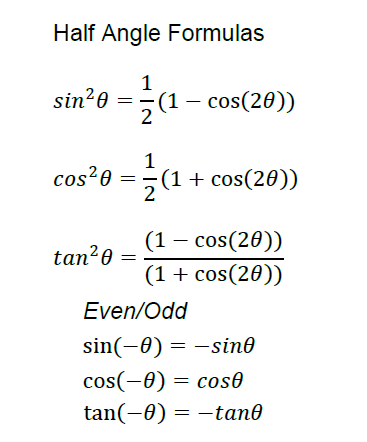 Half Angle Formulas
sin²θ = 1/2 (1 − cos(2θ))
cos²θ = 1/2 (1 + cos(2θ))
tan²θ = (1 − cos(2θ)) / (1 + cos(2θ))
Even/Odd
sin(−θ) = −sinθ
cos(−θ) = cosθ
tan(−θ) = −tanθ